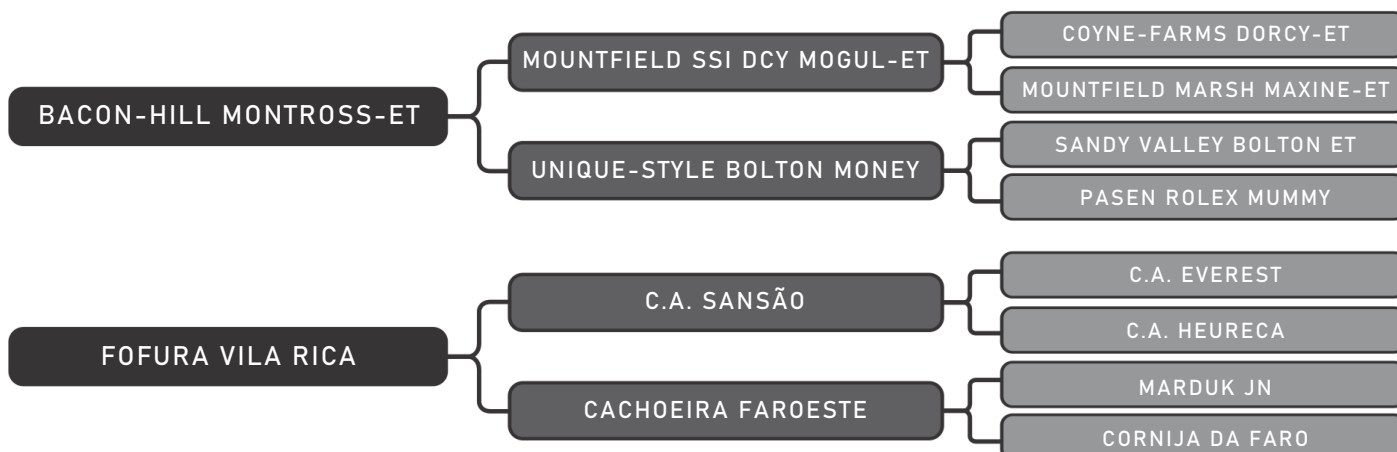 BACON-HILL MONTROSS-ET
MOUNTFIELD SSI DCY MOGUL-ET
COYNE-FARMS DORCY-ET
MOUNTFIELD MARSH MAXINE-ET
UNIQUE-STYLE BOLTON MONEY
SANDY VALLEY BOLTON ET
PASEN ROLEX MUMMY
FOFURA VILA RICA
C.A. SANSÃO
C.A. EVEREST
C.A. HEURECA
CACHOEIRA FAROESTE
MARDUK JN
CORNIJA DA FARO